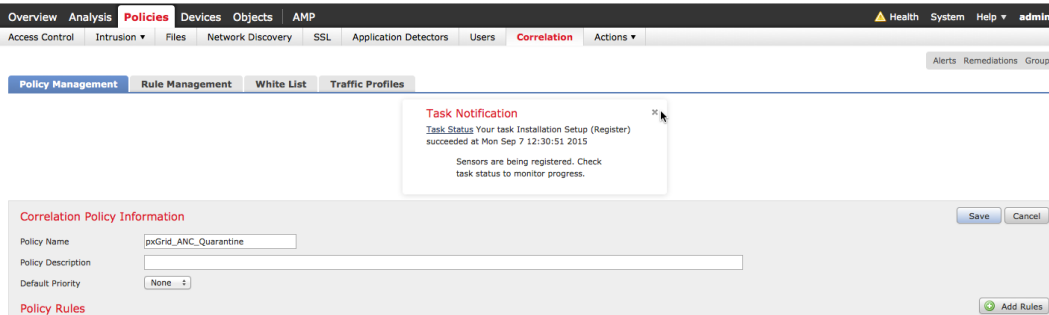 Overview Analysis Policies Devices Objects AMP Health System Help ▾ admin
Access Control Intrusion ▾ Files Network Discovery SSL Application Detectors Users Correlation Actions ▾
Alerts Remediations Group
Policy Management Rule Management White List Traffic Profiles
Task Notification
Task Status Your task Installation Setup (Register)
succeeded at Mon Sep 7 12:30:51 2015
Sensors are being registered. Check
task status to monitor progress.
Correlation Policy Information Save Cancel
Policy Name pxGrid_ANC_Quarantine
Policy Description
Default Priority None
Policy Rules Add Rules